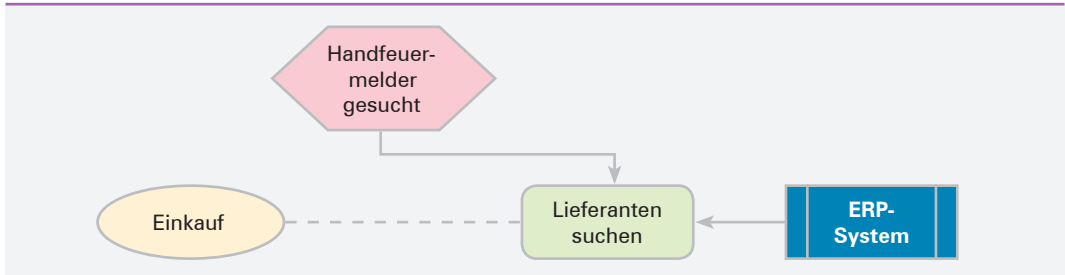 Handfeuer-
melder
gesucht
Einkauf
Lieferanten
suchen
ERP-
System